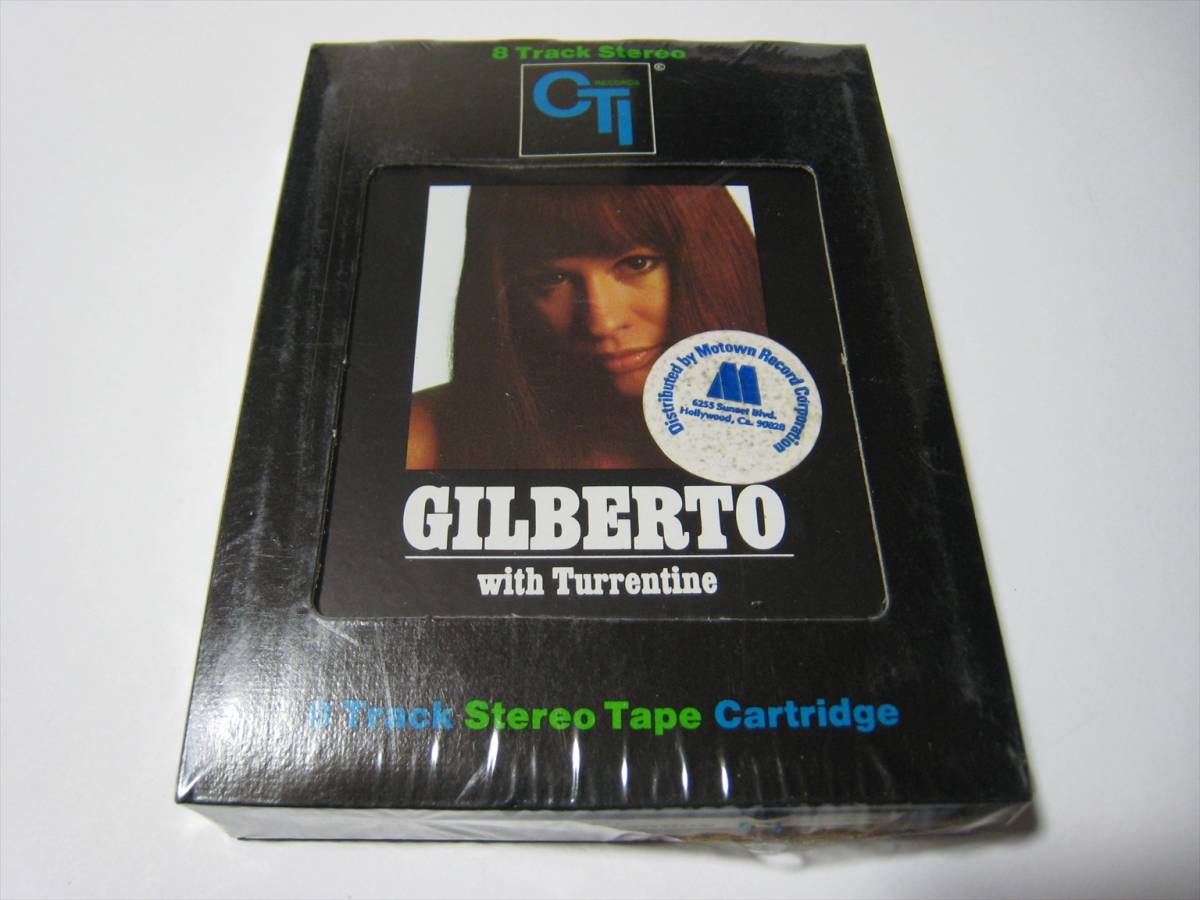 8 Track Stereo
RECORDS
CTI
©
Distributed by Motown Record Corporation
M
6255 Sunset Blvd.
Hollywood, Ca. 90028
GILBERTO
with Turrentine
8 Track Stereo Tape Cartridge